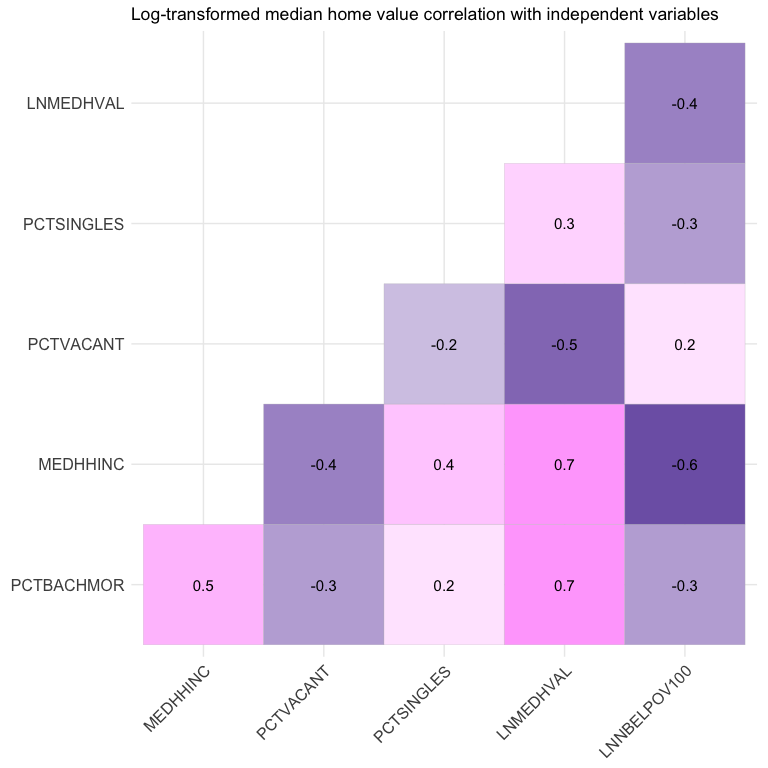 Log-transformed median home value correlation with independent variables
LNMEDHVAL -0.4
PCTSINGLES 0.3 -0.3
PCTVACANT -0.2 -0.5 0.2
MEDHHINC -0.4 0.4 0.7 -0.6
PCTBACHMOR 0.5 -0.3 0.2 0.7 -0.3
MEDHHINC PCTVACANT PCTSINGLES LNMEDHVAL LNNBELPOV100